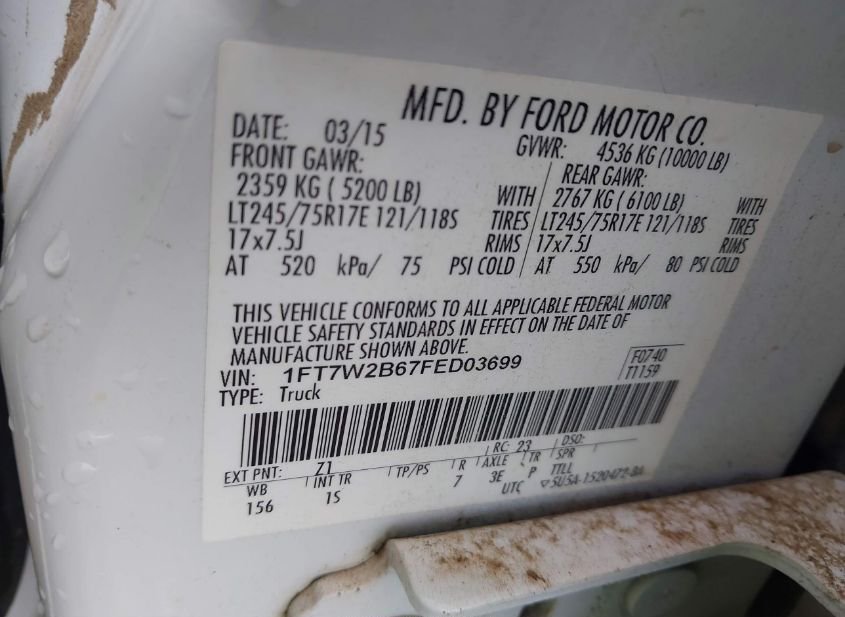 MFD. BY FORD MOTOR CO.
DATE: 03/15 GVWR: 4536 KG (10000 LB)
FRONT GAWR: REAR GAWR:
2359 KG ( 5200 LB) WITH 2767 KG ( 6100 LB) WITH
LT245/75R17E 121/118S TIRES LT245/75R17E 121/118S TIRES
17x7.5J RIMS 17x7.5J RIMS
AT 520 kPa/ 75 PSI COLD / AT 550 kPa/ 80 PSI COLD
THIS VEHICLE CONFORMS TO ALL APPLICABLE FEDERAL MOTOR
VEHICLE SAFETY STANDARDS IN EFFECT ON THE DATE OF
MANUFACTURE SHOWN ABOVE.
VIN: 1FT7W2B67FED03699
F0740
TYPE: Truck
T1159
EXT PNT: Z1 RC: 23 DSO:
WB INT TR TP/PS R AXLE TR SPR
156 1S 7 3E P TTLL
UTC